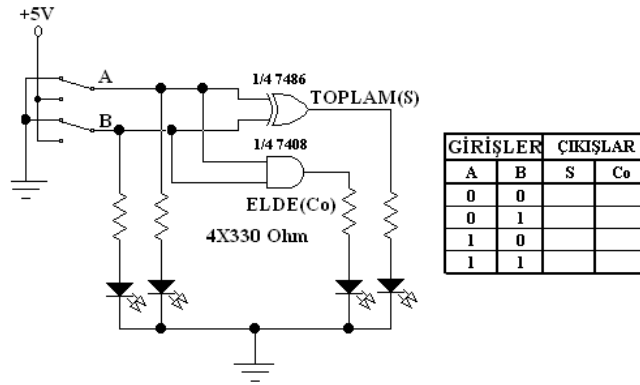 +5V
0
A
B
1/4 7486
TOPLAM(S)
1/4 7408
ELDE(Co)
4X330 Ohm
GİRİŞLER ÇIKIŞLAR
A B S Co
0 0
0 1
1 0
1 1